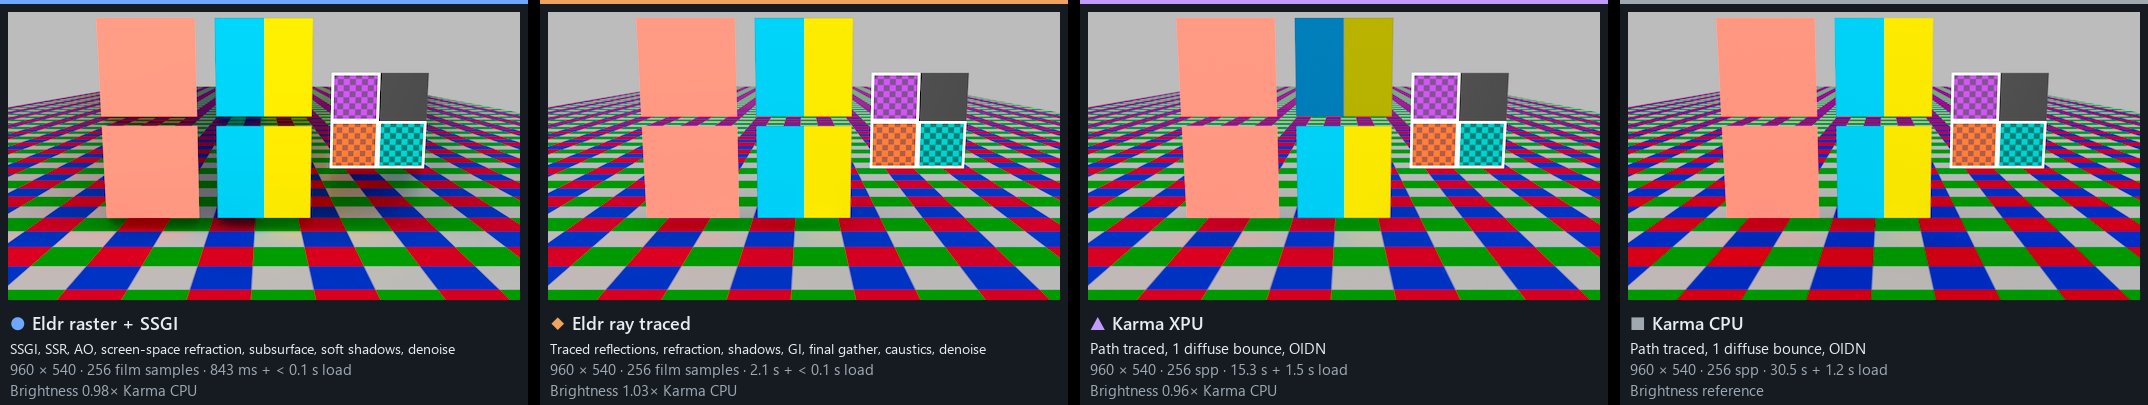 Eldr raster + SSGI
SSGI, SSR, AO, screen-space refraction, subsurface, soft shadows, denoise
960 × 540 · 256 film samples · 843 ms + < 0.1 s load
Brightness 0.98× Karma CPU
Eldr ray traced
Traced reflections, refraction, shadows, GI, final gather, caustics, denoise
960 × 540 · 256 film samples · 2.1 s + < 0.1 s load
Brightness 1.03× Karma CPU
Karma XPU
Path traced, 1 diffuse bounce, OIDN
960 × 540 · 256 spp · 15.3 s + 1.5 s load
Brightness 0.96× Karma CPU
Karma CPU
Path traced, 1 diffuse bounce, OIDN
960 × 540 · 256 spp · 30.5 s + 1.2 s load
Brightness reference